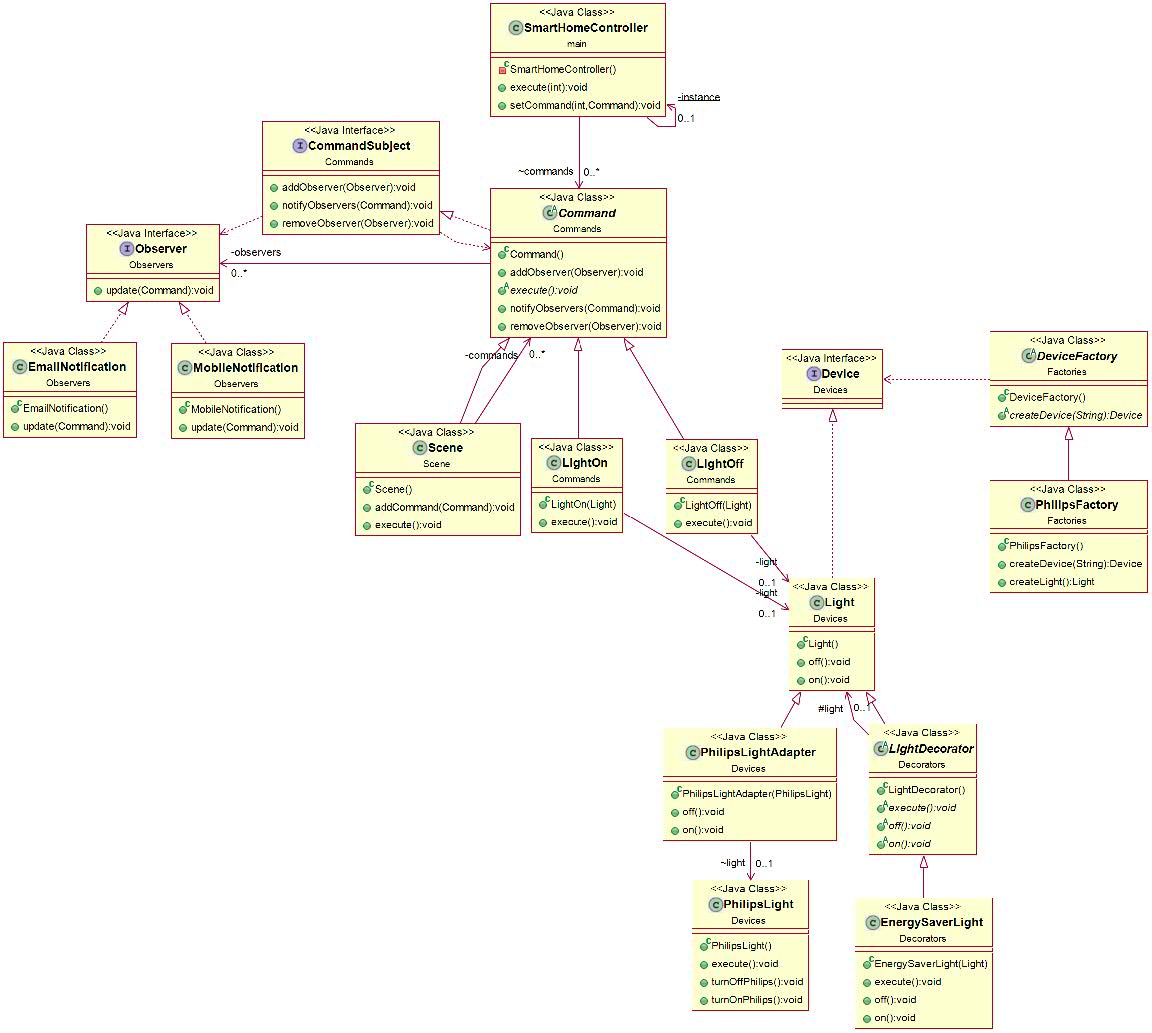 <<Java Class>>
SmartHomeController
main
SmartHomeController()
execute(int):void
setCommand(int,Command):void
-instance
0..1
~commands
0..*
<<Java Interface>>
CommandSubject
Commands
addObserver(Observer):void
notifyObservers(Command):void
removeObserver(Observer):void
<<Java Class>>
Command
Commands
Command()
addObserver(Observer):void
execute():void
notifyObservers(Command):void
removeObserver(Observer):void
<<Java Interface>>
Observer
Observers
update(Command):void
-observers
0..*
<<Java Class>>
EmailNotification
Observers
EmailNotification()
update(Command):void
<<Java Class>>
MobileNotification
Observers
MobileNotification()
update(Command):void
-commands
0..*
<<Java Interface>>
Device
Devices
<<Java Class>>
DeviceFactory
Factories
DeviceFactory()
createDevice(String):Device
<<Java Class>>
Scene
Scene
Scene()
addCommand(Command):void
execute():void
<<Java Class>>
LightOn
Commands
LightOn(Light)
execute():void
<<Java Class>>
LightOff
Commands
LightOff(Light)
execute():void
<<Java Class>>
PhilipsFactory
Factories
PhilipsFactory()
createDevice(String):Device
createLight():Light
-light
0..1
-light
0..1
<<Java Class>>
Light
Devices
Light()
off():void
on():void
#light
0..1
<<Java Class>>
PhilipsLightAdapter
Devices
PhilipsLightAdapter(PhilipsLight)
off():void
on():void
<<Java Class>>
LightDecorator
Decorators
LightDecorator()
execute():void
off():void
on():void
~light
0..1
<<Java Class>>
PhilipsLight
Devices
PhilipsLight()
execute():void
turnOffPhilips():void
turnOnPhilips():void
<<Java Class>>
EnergySaverLight
Decorators
EnergySaverLight(Light)
execute():void
off():void
on():void